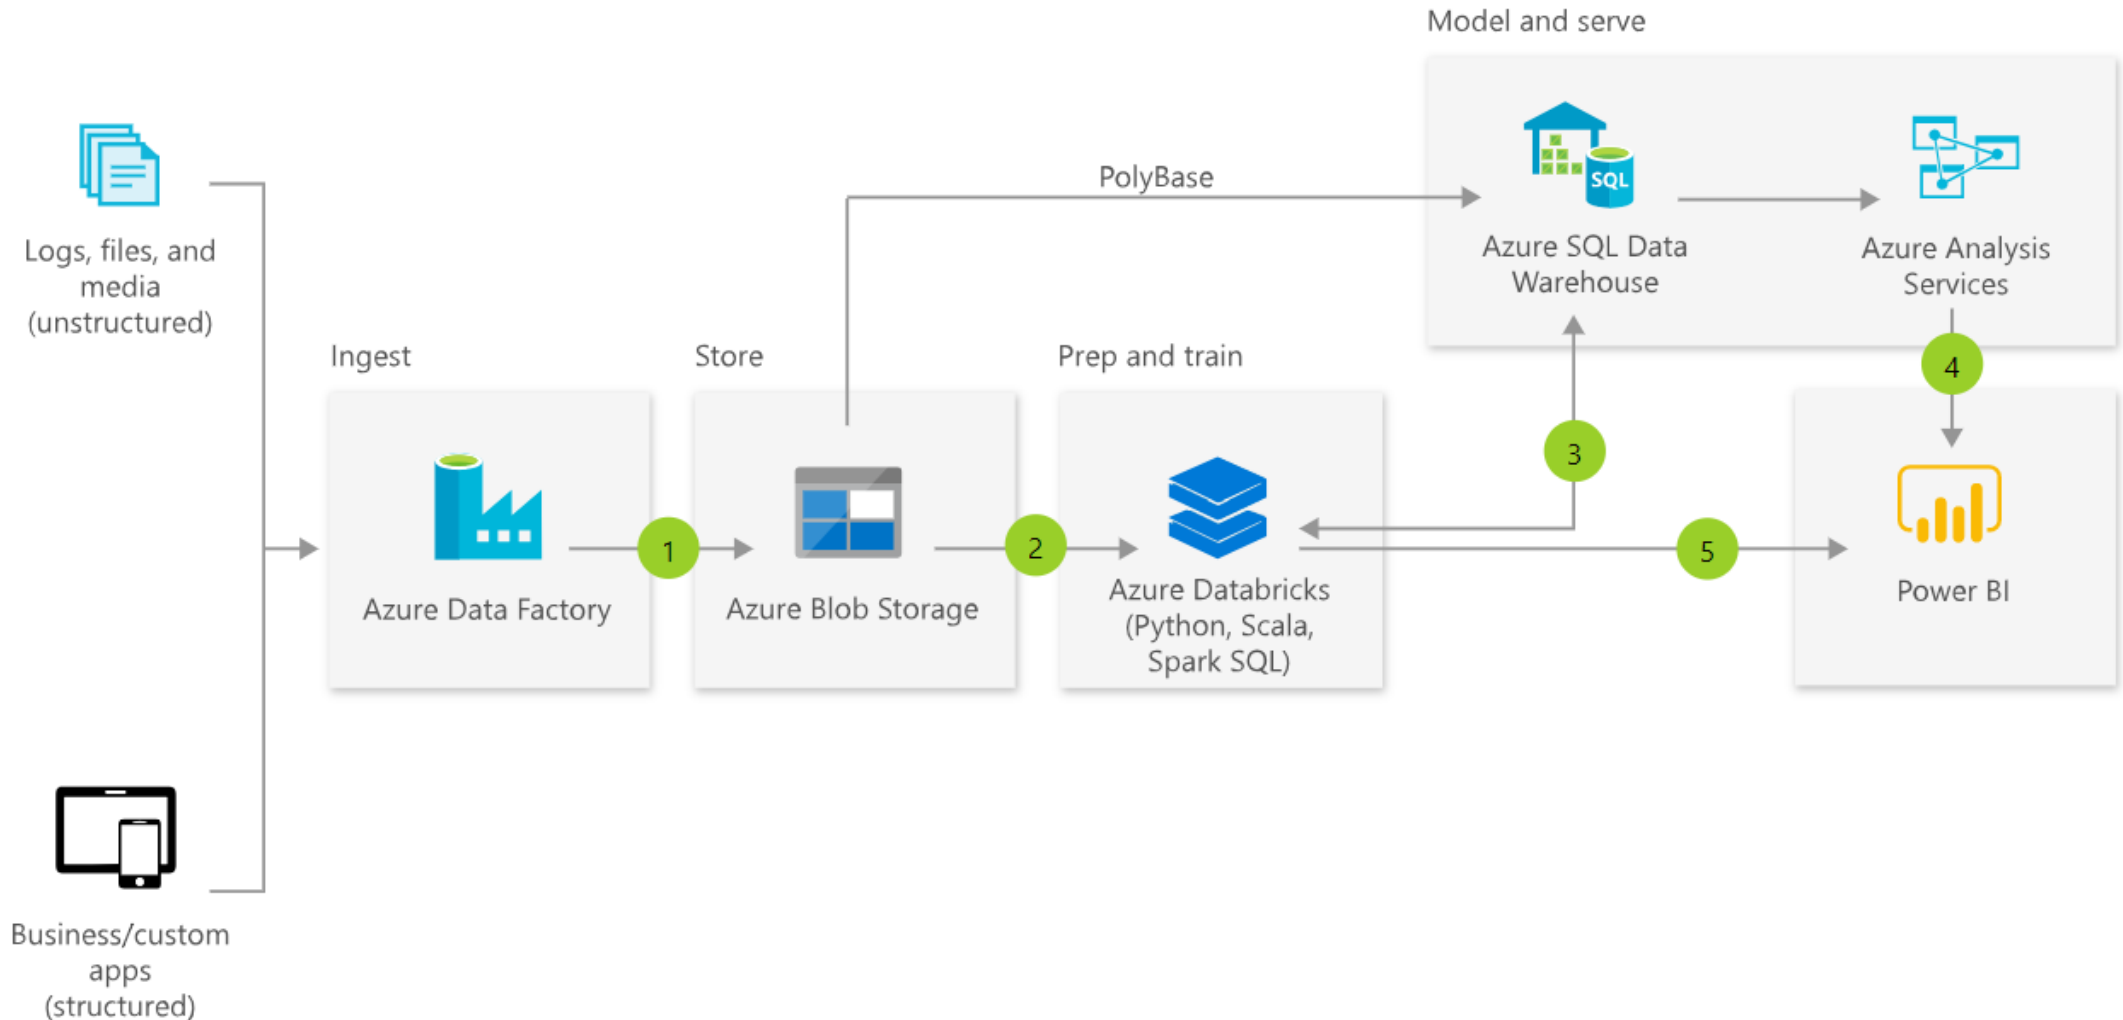 Model and serve
PolyBase
SQL
Azure SQL Data
Warehouse
Azure Analysis
Services
Logs, files, and
media
(unstructured)
Ingest
Store
Prep and train
4
3
1
2
5
Azure Data Factory
Azure Blob Storage
Azure Databricks
(Python, Scala,
Spark SQL)
Power BI
Business/custom
apps
(structured)